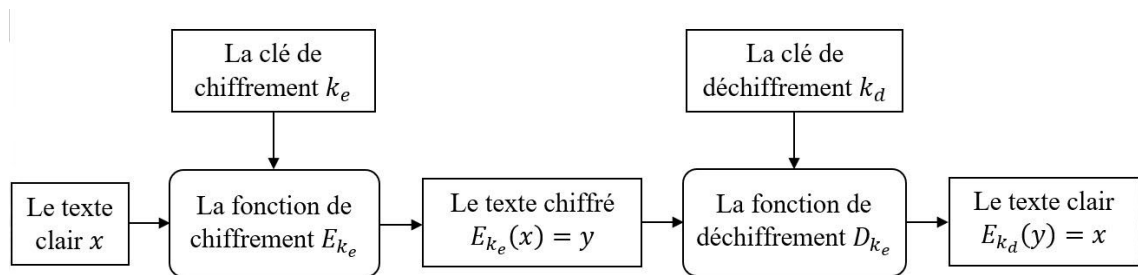 La clé de
chiffrement $k_e$
La clé de
déchiffrement $k_d$
Le texte
clair $x$
La fonction de
chiffrement $E_{k_e}$
Le texte chiffré
$E_{k_e}(x) = y$
La fonction de
déchiffrement $D_{k_e}$
Le texte clair
$E_{k_d}(y) = x$